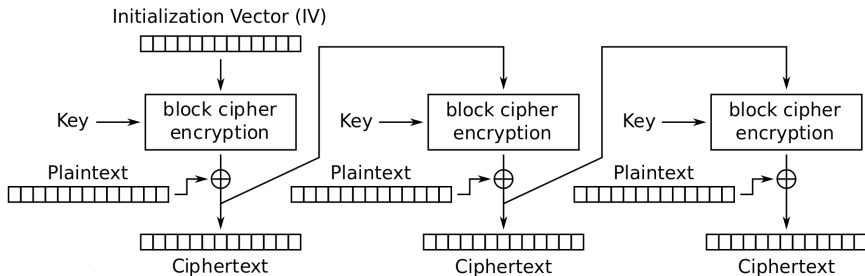 Initialization Vector (IV)
Key
block cipher
encryption
Plaintext
Ciphertext
Key
block cipher
encryption
Plaintext
Ciphertext
Key
block cipher
encryption
Plaintext
Ciphertext